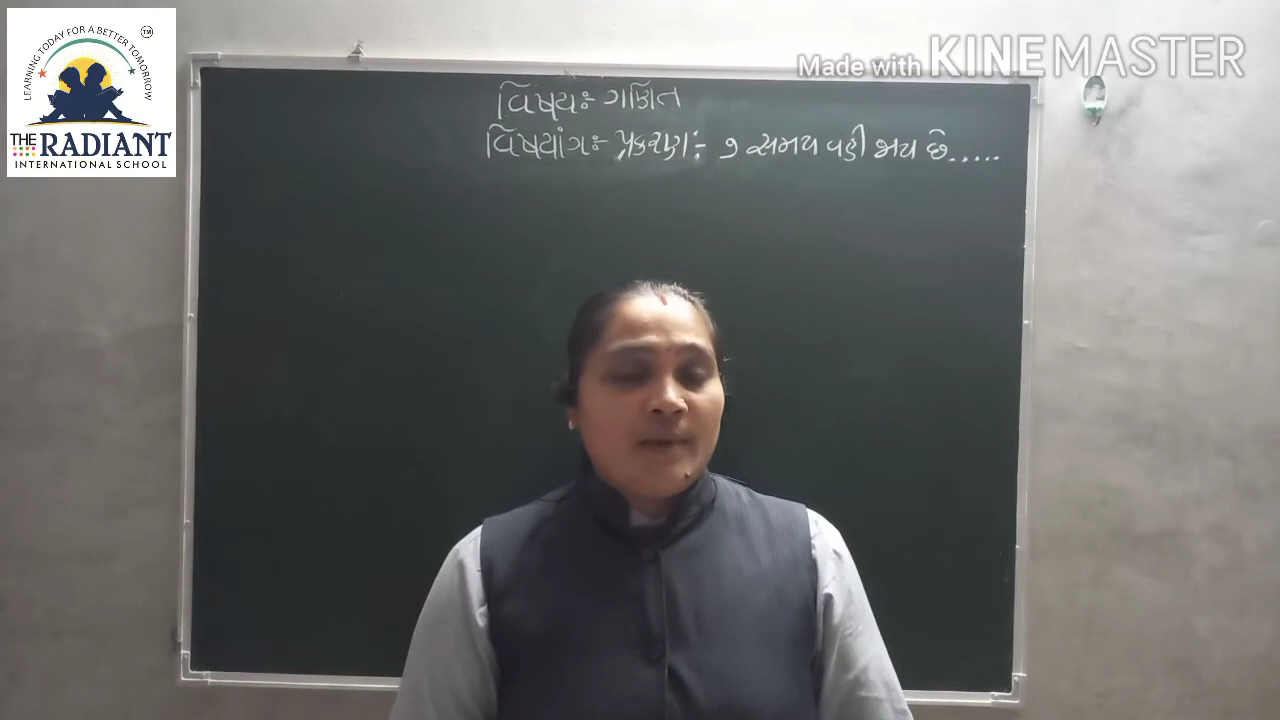 LEARNING TODAY FOR A BETTER TOMORROW
TM
THE RADIANT
INTERNATIONAL SCHOOL
Made with KINEMASTER
વિષયઃ- ગણિત
વિષયાંગઃ- પ્રકરણઃ- ૭ સમય વહી જાય છે.....